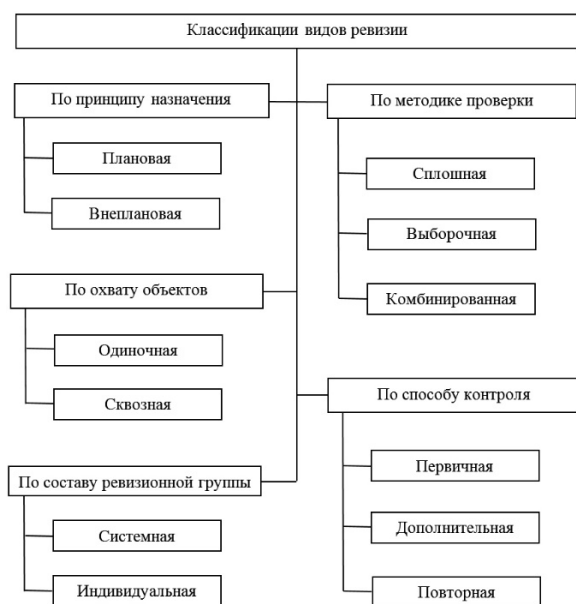 Классификации видов ревизии
По принципу назначения
Плановая
Внеплановая
По охвату объектов
Одиночная
Сквозная
По составу ревизионной группы
Системная
Индивидуальная
По методике проверки
Сплошная
Выборочная
Комбинированная
По способу контроля
Первичная
Дополнительная
Повторная